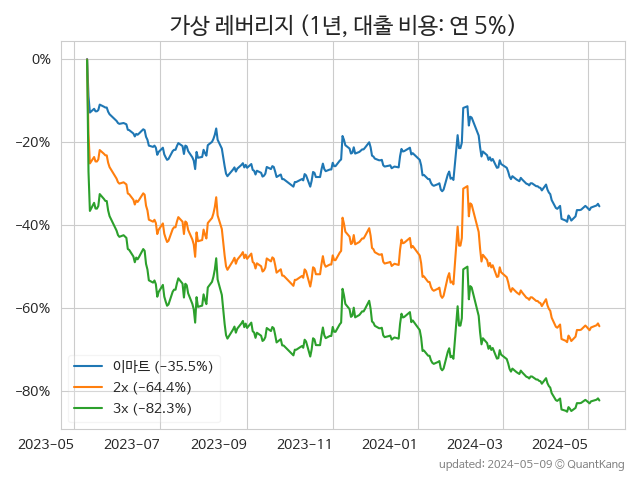 가상 레버리지 (1년, 대출 비용: 연 5%)
0%
−20%
−40%
−60%
−80%
이마트 (−35.5%)
2x (−64.4%)
3x (−82.3%)
2023−05 2023−07 2023−09 2023−11 2024−01 2024−03 2024−05
updated: 2024−05−09 © QuantKang